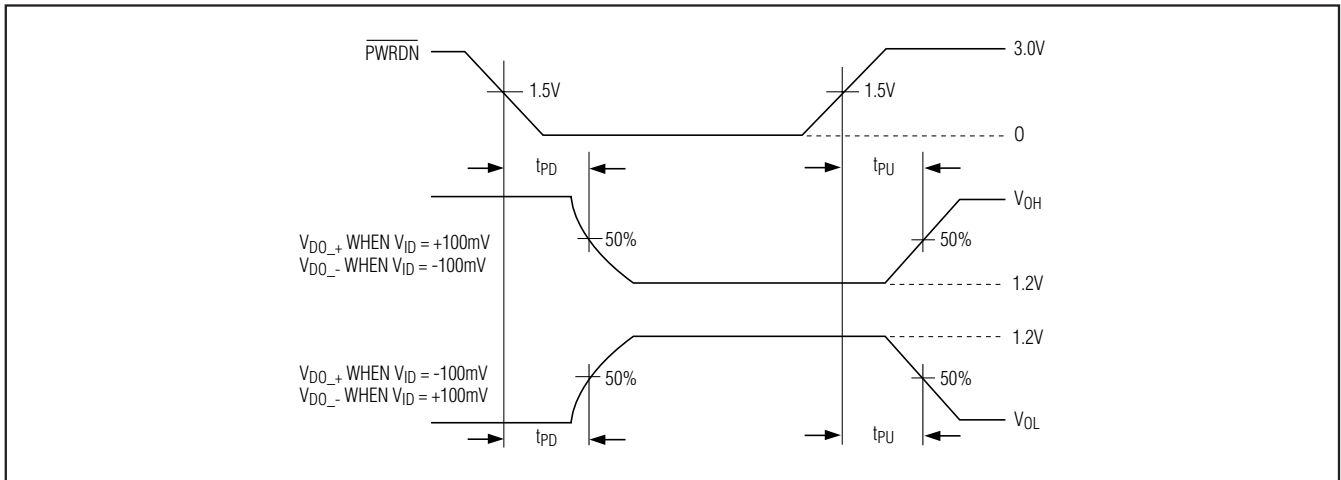 PWRDN
3.0V
1.5V
1.5V
0
tPD
tPU
VOH
VDO_+ WHEN VID = +100mV
VDO_- WHEN VID = -100mV
50%
50%
1.2V
1.2V
VDO_+ WHEN VID = -100mV
VDO_- WHEN VID = +100mV
50%
50%
VOL
tPD
tPU